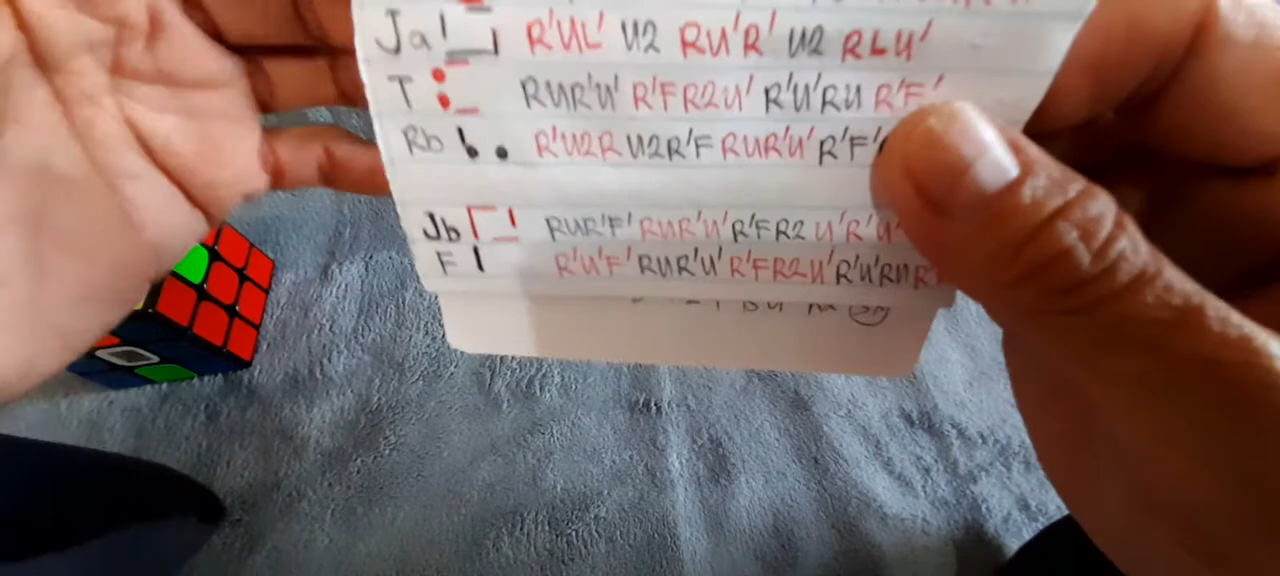 Ja R'UL' U2 RU'R' U2 RLU'
T RUR'U' R'FR2U' R'U'RU R'F'
Rb R'U2R U2R'F RUR'U' R'F'
Jb RUR'F' RUR'U' R'FR2 U'R'U'
F R'U'F' RUR'U' R'FR2U' R'U'RU R'